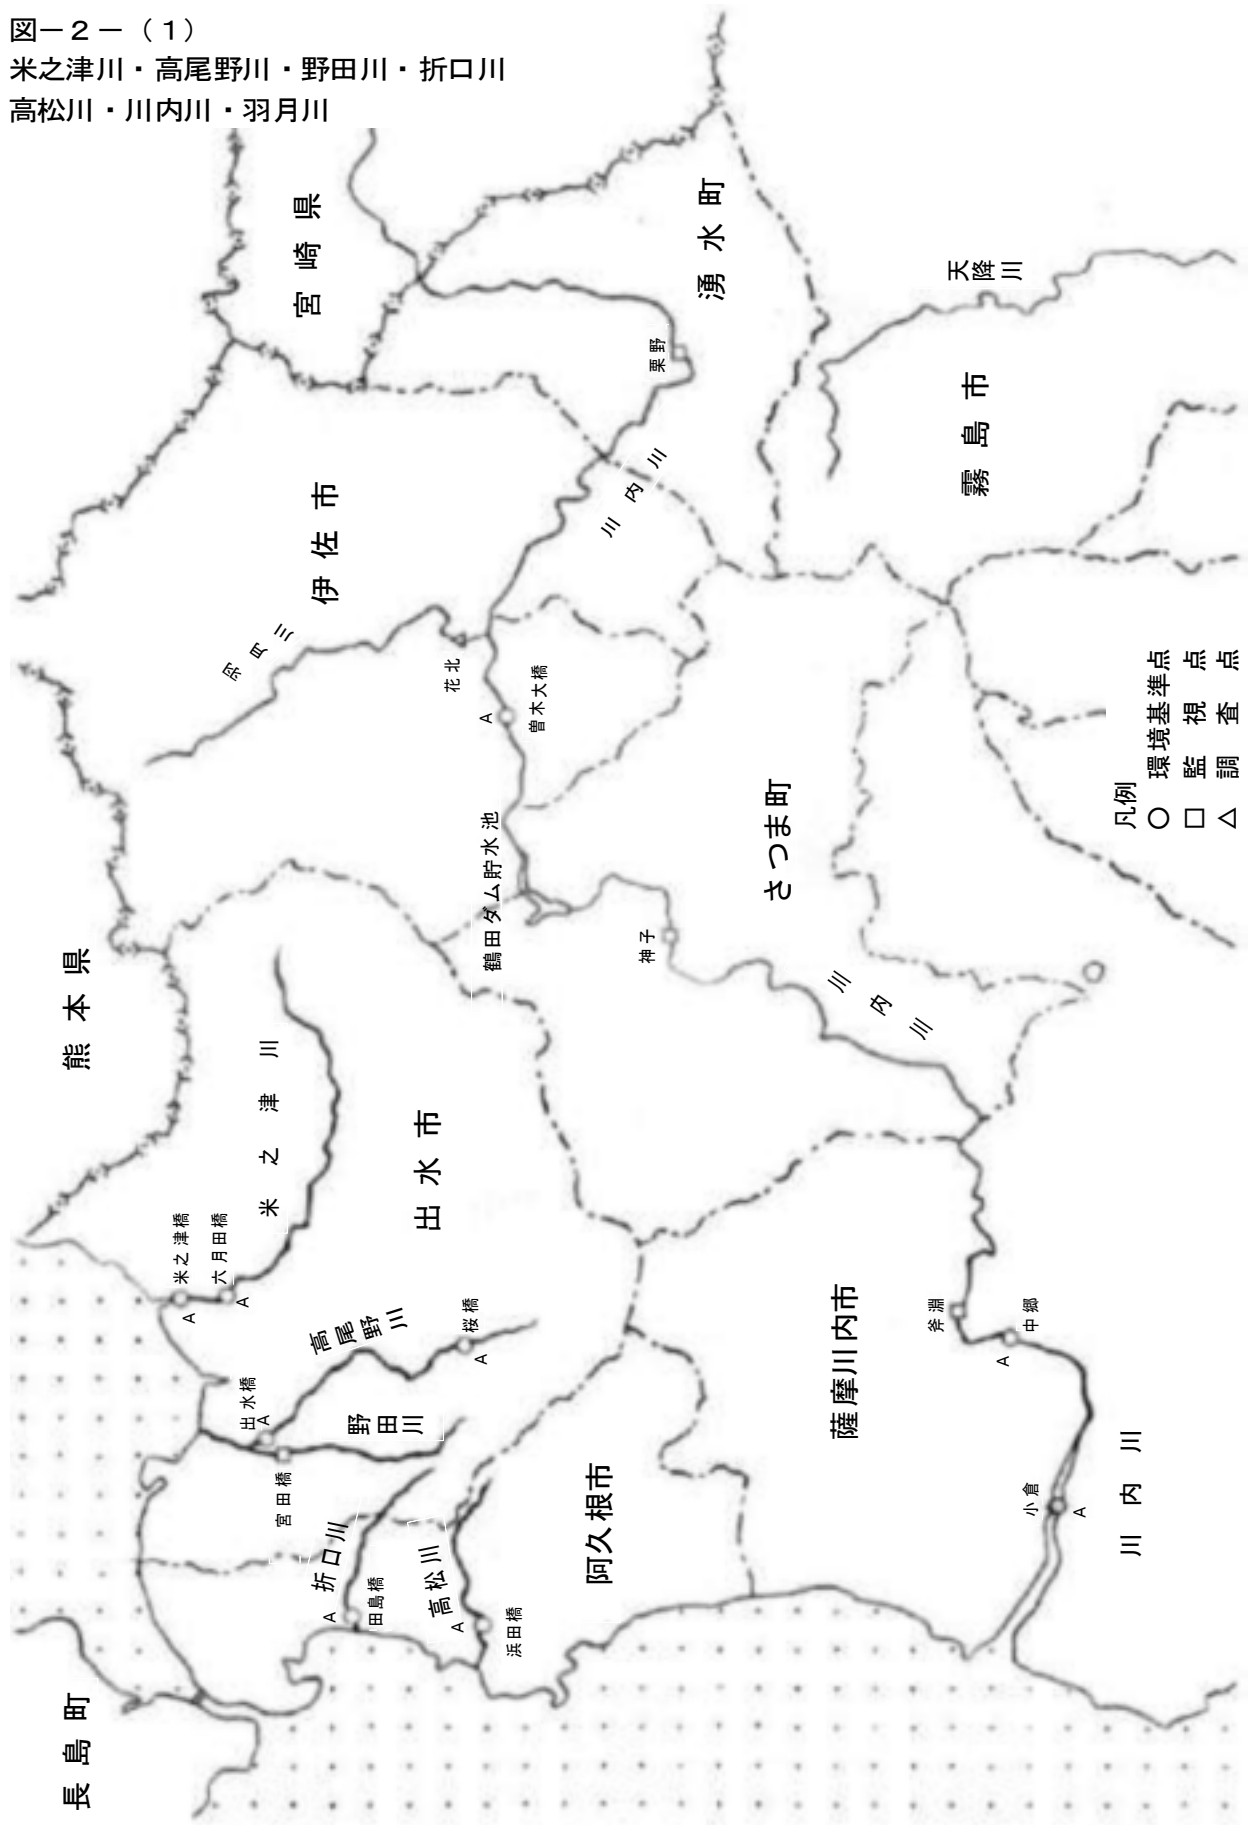 図－２－（１）
米之津川・高尾野川・野田川・折口川
高松川・川内川・羽月川
宮崎県
湧水町
天降川
栗野
霧島市
川内川
伊佐市
羽月川
花北
A
曽木大橋
鶴田ダム貯水池
さつま町
神子
川内川
熊本県
米之津川
出水市
米之津橋
A
六月田橋
A
高尾野川
桜橋
A
出水橋
A
野田川
宮田橋
折口川
A
田島橋
高松川
A
浜田橋
阿久根市
薩摩川内市
斧淵
中郷
A
小倉
A
川内川
長島町
凡例
○ 環境基準点
□ 監視点
△ 調査点